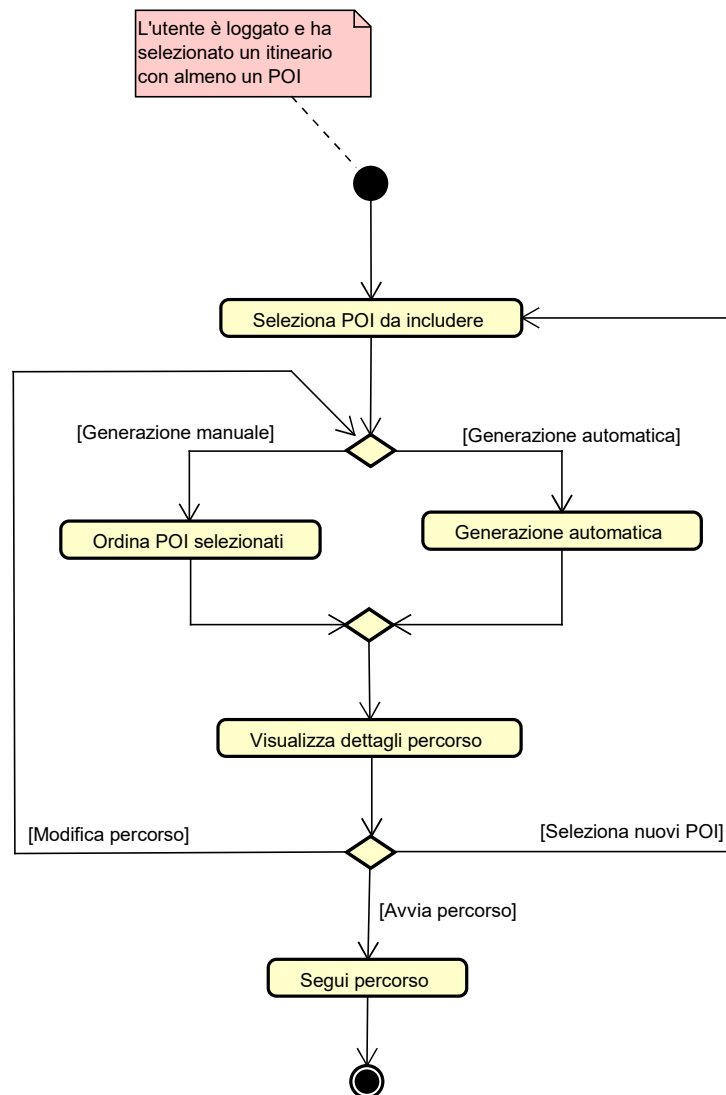 L'utente è loggato e ha
selezionato un itineario
con almeno un POI
Seleziona POI da includere
[Generazione manuale]
[Generazione automatica]
Ordina POI selezionati
Generazione automatica
Visualizza dettagli percorso
[Modifica percorso]
[Seleziona nuovi POI]
[Avvia percorso]
Segui percorso